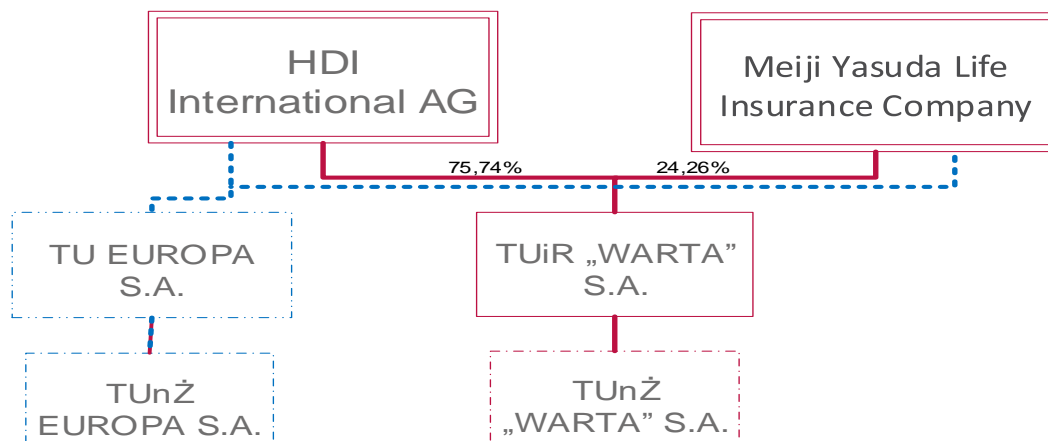 HDI
International AG
Meiji Yasuda Life
Insurance Company
75,74%
24,26%
TU EUROPA
S.A.
TUiR „WARTA”
S.A.
TUnŻ
EUROPA S.A.
TUnŻ
„WARTA” S.A.